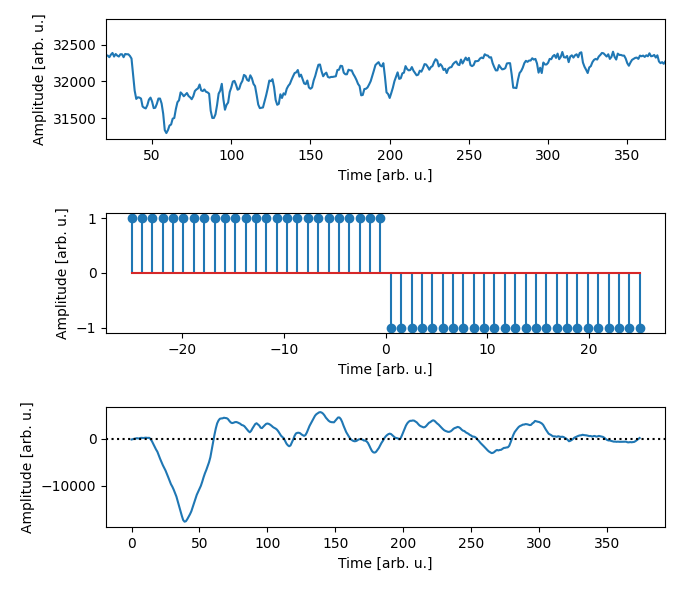 Amplitude [arb. u.]
32500
32000
31500
50 100 150 200 250 300 350
Time [arb. u.]
Amplitude [arb. u.]
1
0
−1
−20 −10 0 10 20
Time [arb. u.]
Amplitude [arb. u.]
0
−10000
0 50 100 150 200 250 300 350
Time [arb. u.]